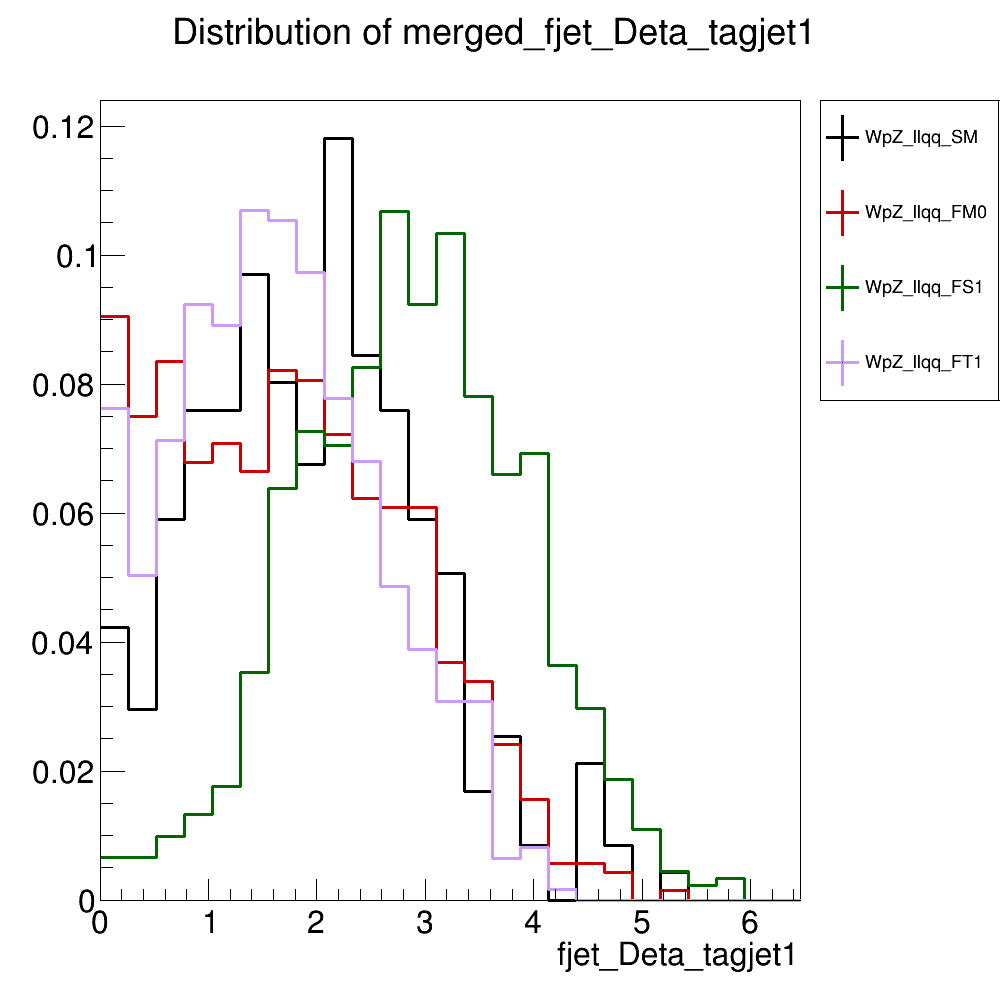 Distribution of merged_fjet_Deta_tagjet1
0.12
0.1
0.08
0.06
0.04
0.02
0
0 1 2 3 4 5 6
fjet_Deta_tagjet1
WpZ_llqq_SM
WpZ_llqq_FM0
WpZ_llqq_FS1
WpZ_llqq_FT1